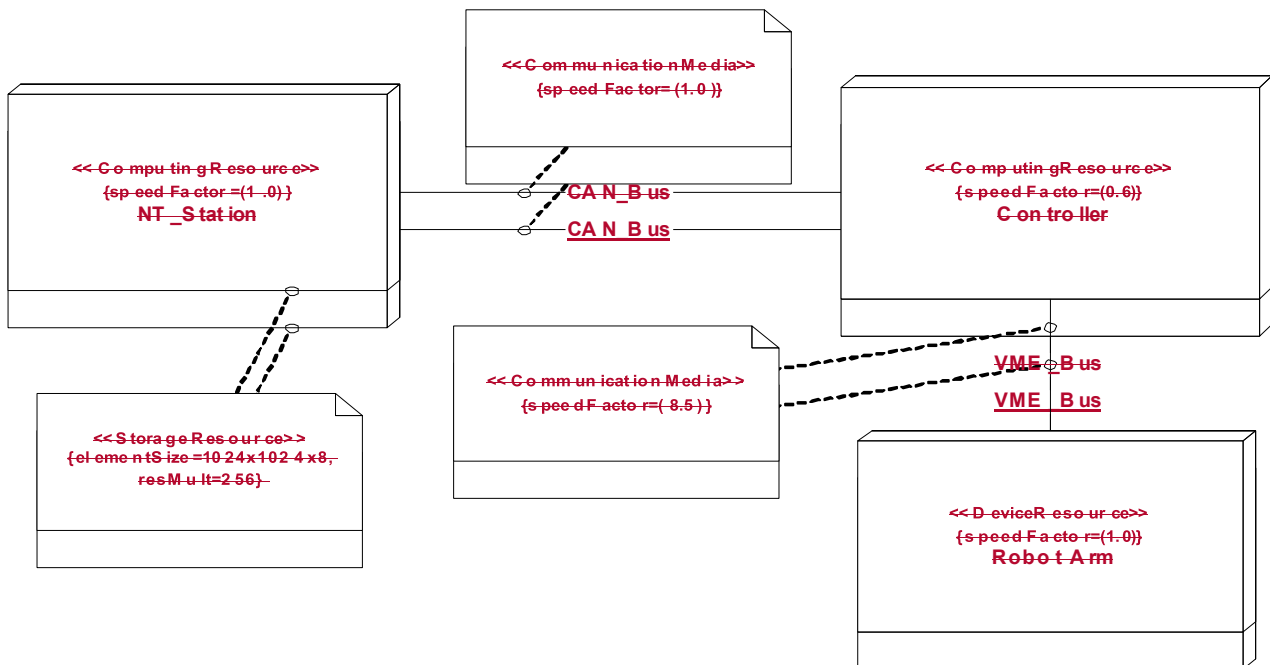 <<CommunicationMedia>>
{speedFactor=(1.0)}
<<ComputingResource>>
{speedFactor=(1.0)}
NT_Station
<<ComputingResource>>
{speedFactor=(0.6)}
Controller
CAN_Bus
CAN_Bus
<<CommunicationMedia>>
{speedFactor=(8.5)}
VME_Bus
VME_Bus
<<StorageResource>>
{elementSize=1024x1024x8,
resMult=256}
<<DeviceResource>>
{speedFactor=(1.0)}
Robot Arm